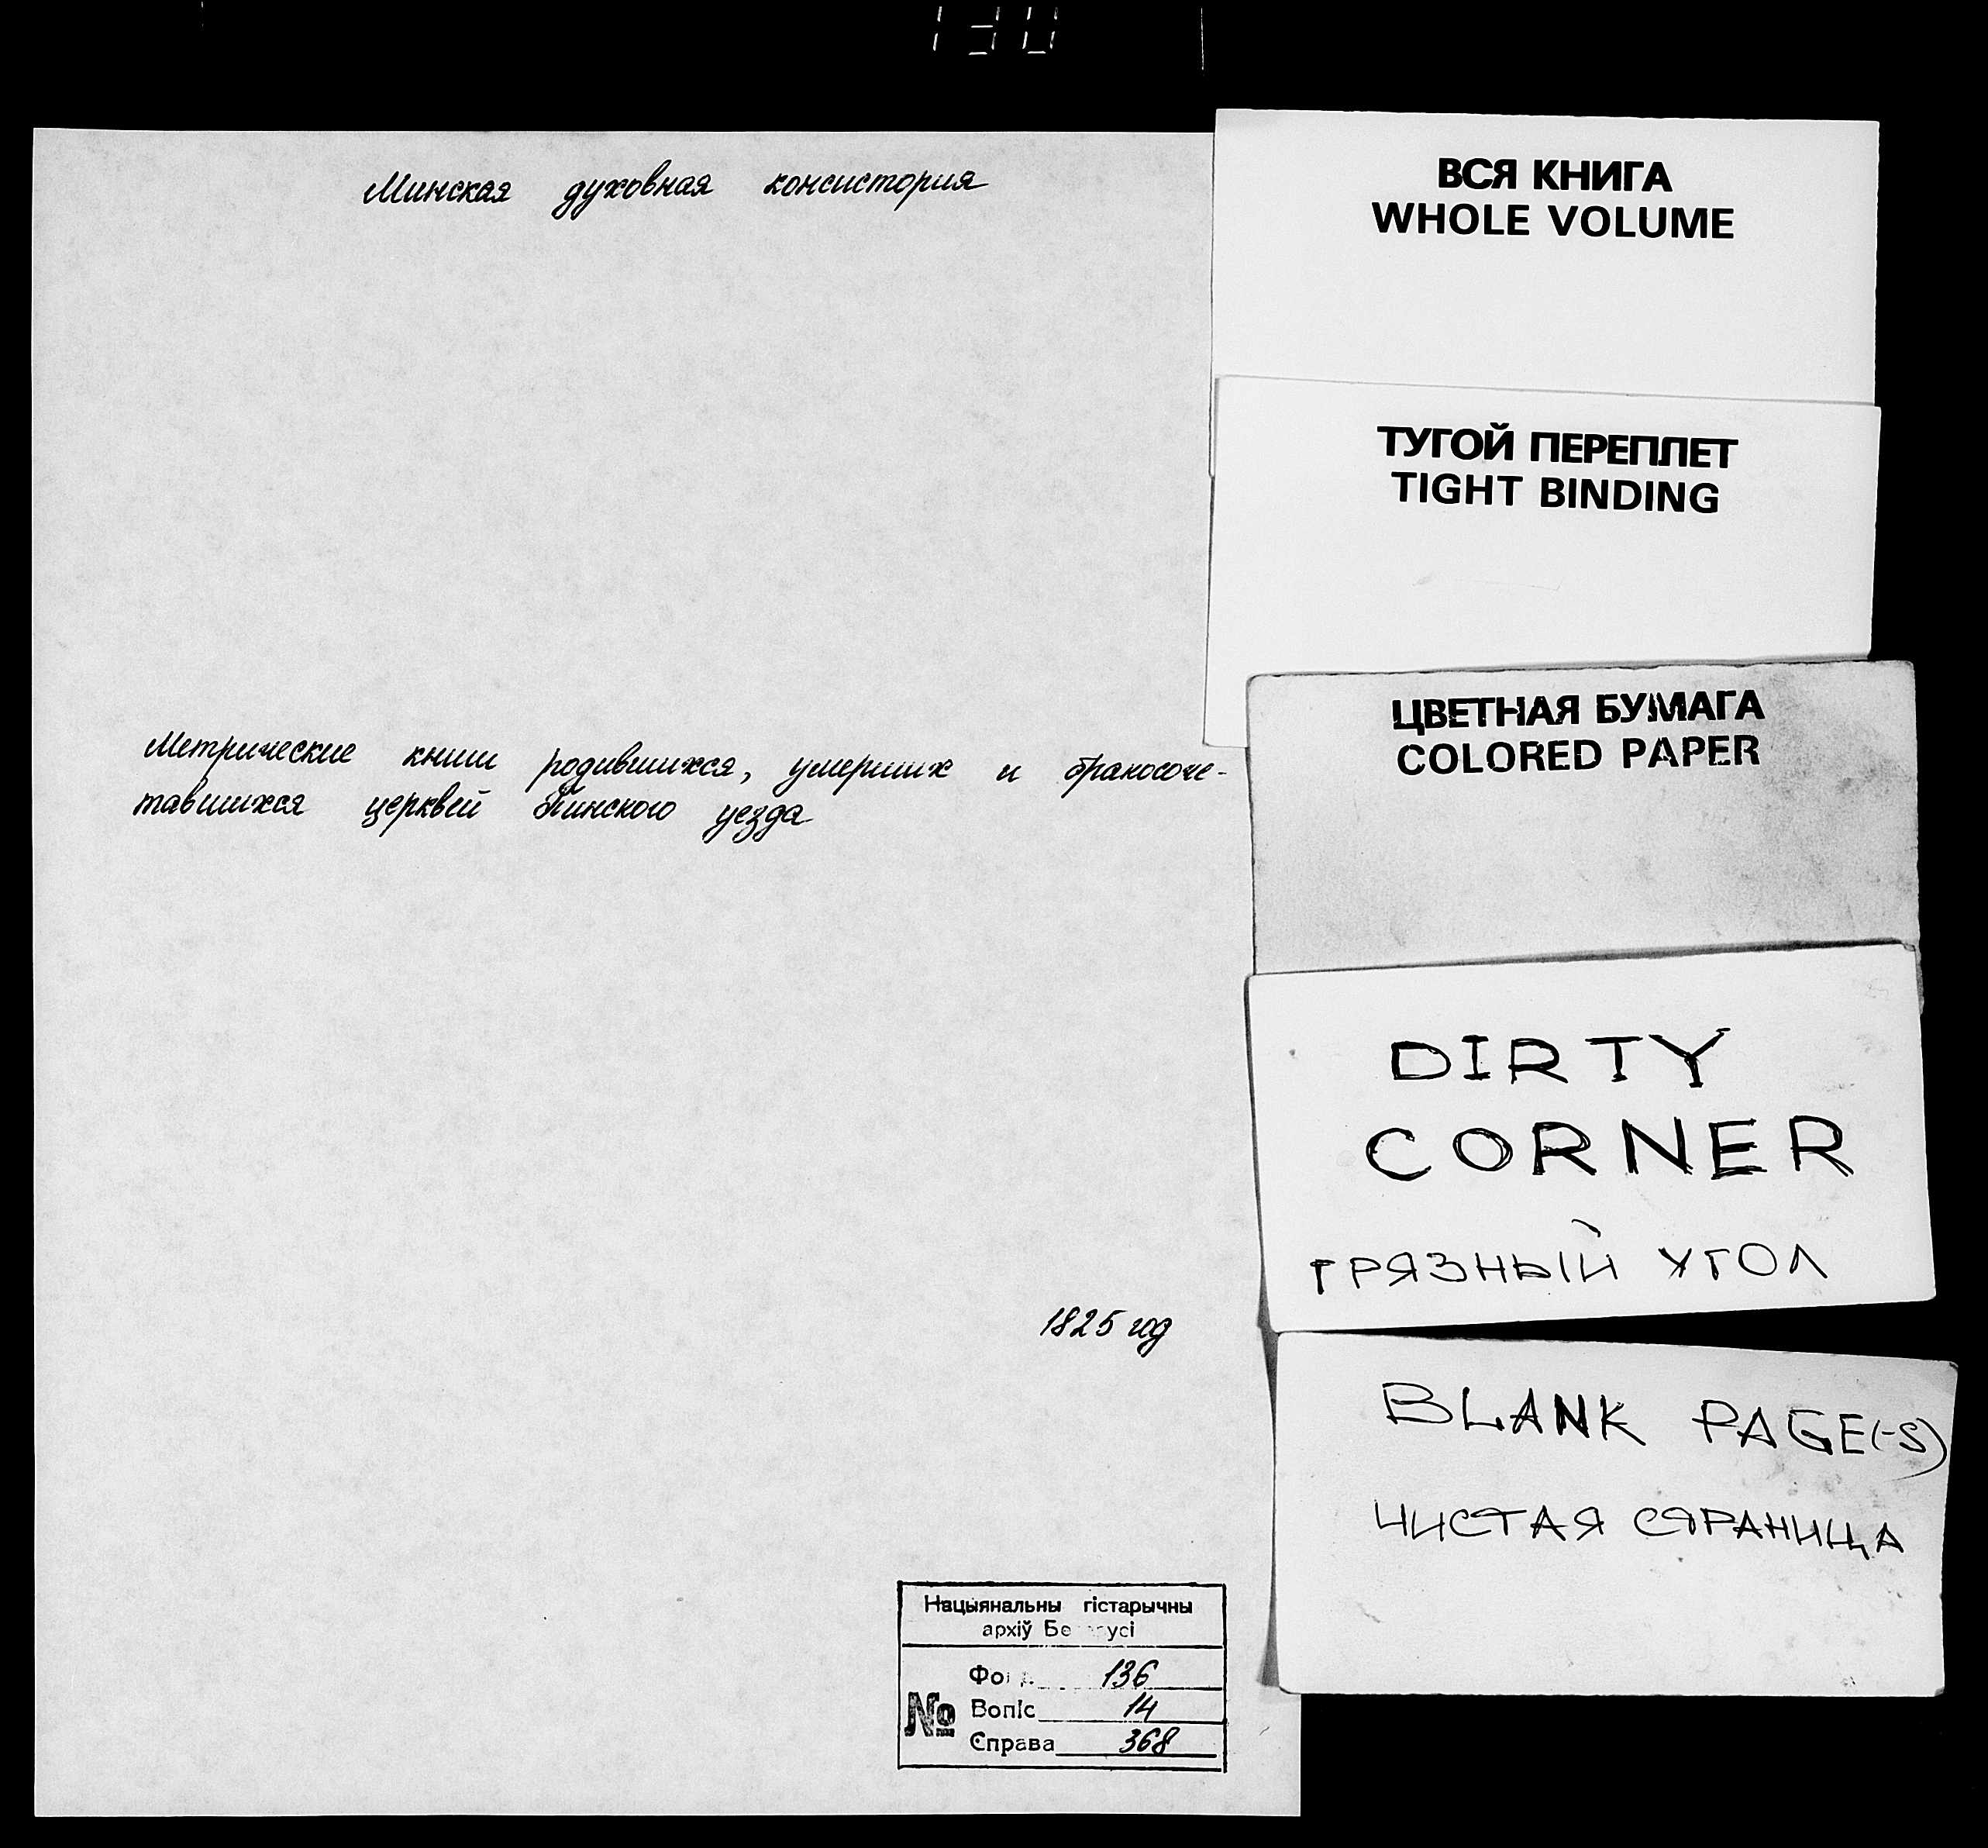 130
Минская духовная консистория
Метрические книги родившихся, умерших и бракосоче-
тавшихся церквей Пинского уезда
1825 год
Нацыянальны гістарычны
архіў Беларусі
Фонд 136
№ Вопіс 14
Справа 368
ВСЯ КНИГА
WHOLE VOLUME
ТУГОЙ ПЕРЕПЛЕТ
TIGHT BINDING
ЦВЕТНАЯ БУМАГА
COLORED PAPER
DIRTY
CORNER
ГРЯЗНЫЙ УГОЛ
BLANK PAGE(-S)
ЧИСТАЯ СТРАНИЦА